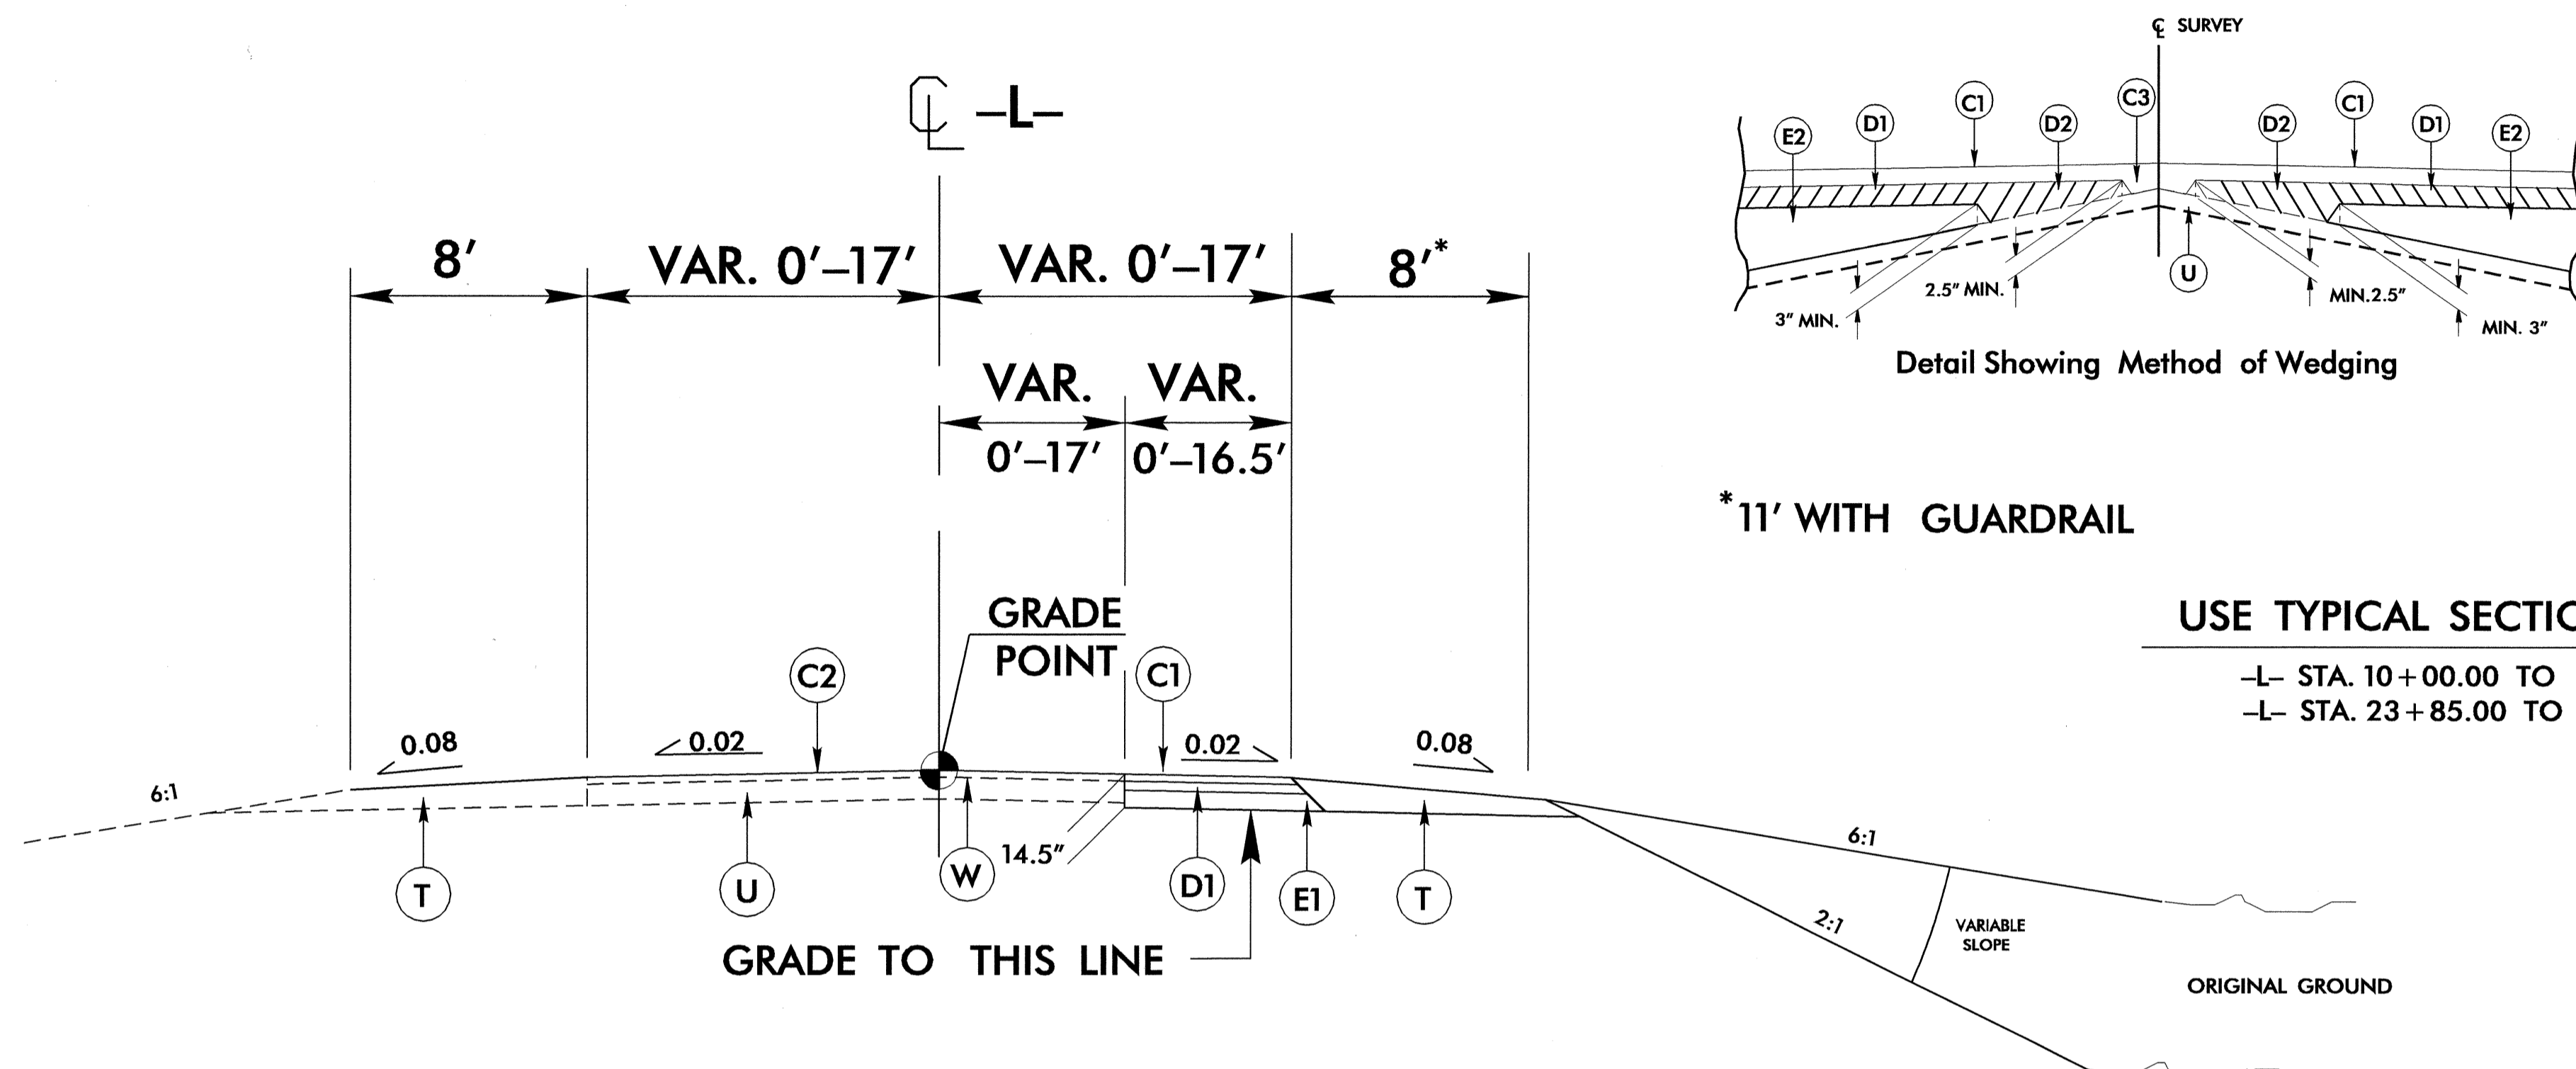 ℄ –L–
8' VAR. 0'–17' VAR. 0'–17' 8'*
VAR. VAR.
0'–17' 0'–16.5'
GRADE
POINT
C2 C1
0.08 0.02 0.02 0.08
6:1
14.5"
T U W D1 E1 T
GRADE TO THIS LINE
6:1
2:1
VARIABLE
SLOPE
ORIGINAL GROUND
℄ SURVEY
E2 D1 C1 D2 C3 D2 C1 D1 E2
U
3" MIN. 2.5" MIN. MIN.2.5" MIN. 3"
Detail Showing Method of Wedging
*11' WITH GUARDRAIL
USE TYPICAL
–L– STA. 10+00.00 TO
–L– STA. 23+85.00 TO